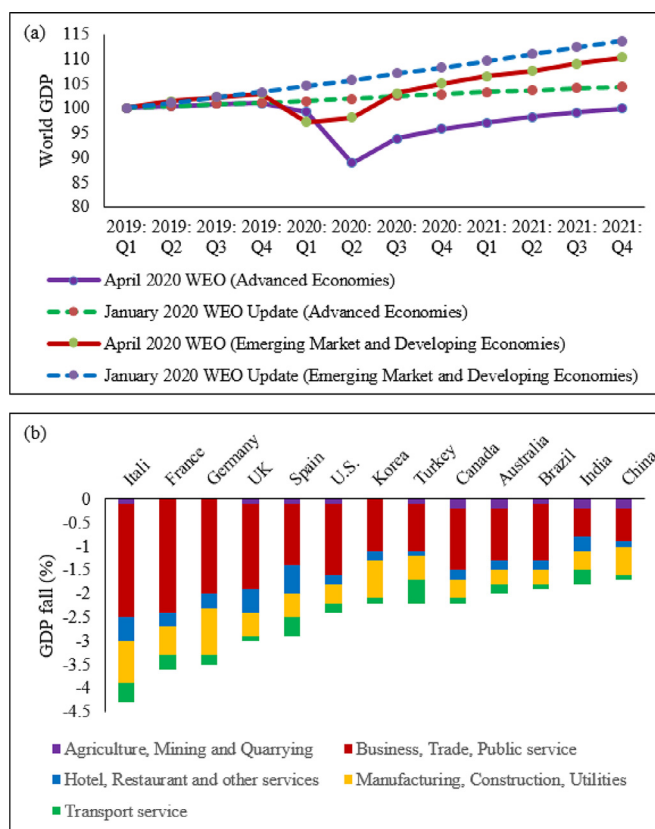 (a)
115
110
105
100
95
90
85
80
World GDP
2019: 2019: 2019: 2019: 2020: 2020: 2020: 2020: 2021: 2021: 2021: 2021:
Q1 Q2 Q3 Q4 Q1 Q2 Q3 Q4 Q1 Q2 Q3 Q4
April 2020 WEO (Advanced Economies)
January 2020 WEO Update (Advanced Economies)
April 2020 WEO (Emerging Market and Developing Economies)
January 2020 WEO Update (Emerging Market and Developing Economies)
(b)
Itali France Germany UK Spain U.S. Korea Turkey Canada Australia Brazil India China
0
-0.5
-1
-1.5
-2
-2.5
-3
-3.5
-4
-4.5
GDP fall (%)
Agriculture, Mining and Quarrying Business, Trade, Public service
Hotel, Restaurant and other services Manufacturing, Construction, Utilities
Transport service